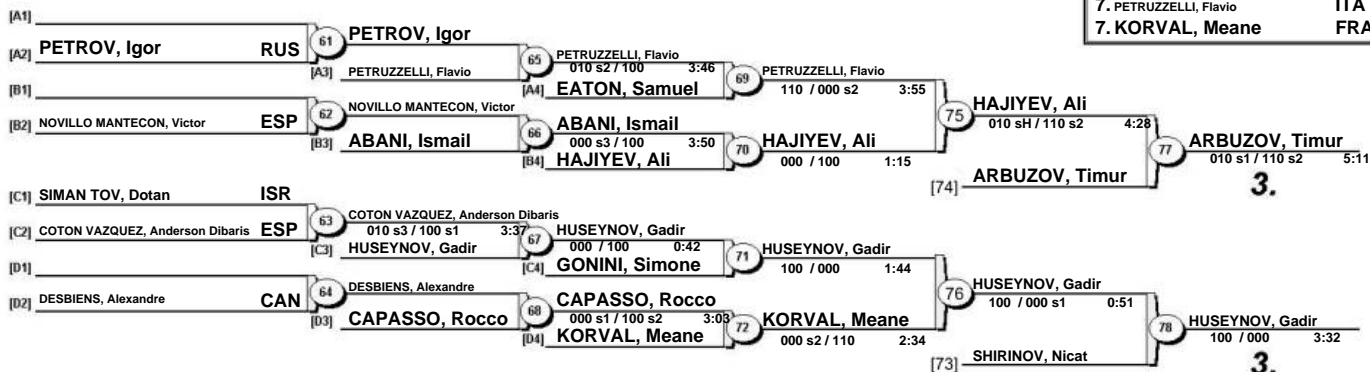 7. PETRUZZELLI, Flavio ITA
7. KORVAL, Meane FRA
[A1]
[A2] PETROV, Igor RUS
61
PETROV, Igor
[A3] PETRUZZELLI, Flavio
65
PETRUZZELLI, Flavio
010 s2 / 100 3:46
[A4] EATON, Samuel
69
PETRUZZELLI, Flavio
110 / 000 s2 3:55
[B1]
[B2] NOVILLO MANTECON, Victor ESP
62
NOVILLO MANTECON, Victor
[B3] ABANI, Ismail
66
ABANI, Ismail
000 s3 / 100 3:50
[B4] HAJIYEV, Ali
70
HAJIYEV, Ali
000 / 100 1:15
75
HAJIYEV, Ali
010 sH / 110 s2 4:28
[74] ARBUZOV, Timur
77
ARBUZOV, Timur
010 s1 / 110 s2 5:11
3.
[C1] SIMAN TOV, Dotan ISR
[C2] COTON VAZQUEZ, Anderson Dibaris ESP
63
COTON VAZQUEZ, Anderson Dibaris
010 s3 / 100 s1 3:37
[C3] HUSEYNOV, Gadir
67
HUSEYNOV, Gadir
000 / 100 0:42
[C4] GONINI, Simone
71
HUSEYNOV, Gadir
100 / 000 1:44
[D1]
[D2] DESBIENS, Alexandre CAN
64
DESBIENS, Alexandre
[D3] CAPASSO, Rocco
68
CAPASSO, Rocco
000 s1 / 100 s2 3:03
[D4] KORVAL, Meane
72
KORVAL, Meane
000 s2 / 110 2:34
76
HUSEYNOV, Gadir
100 / 000 s1 0:51
[73] SHIRINOV, Nicat
78
HUSEYNOV, Gadir
100 / 000 3:32
3.